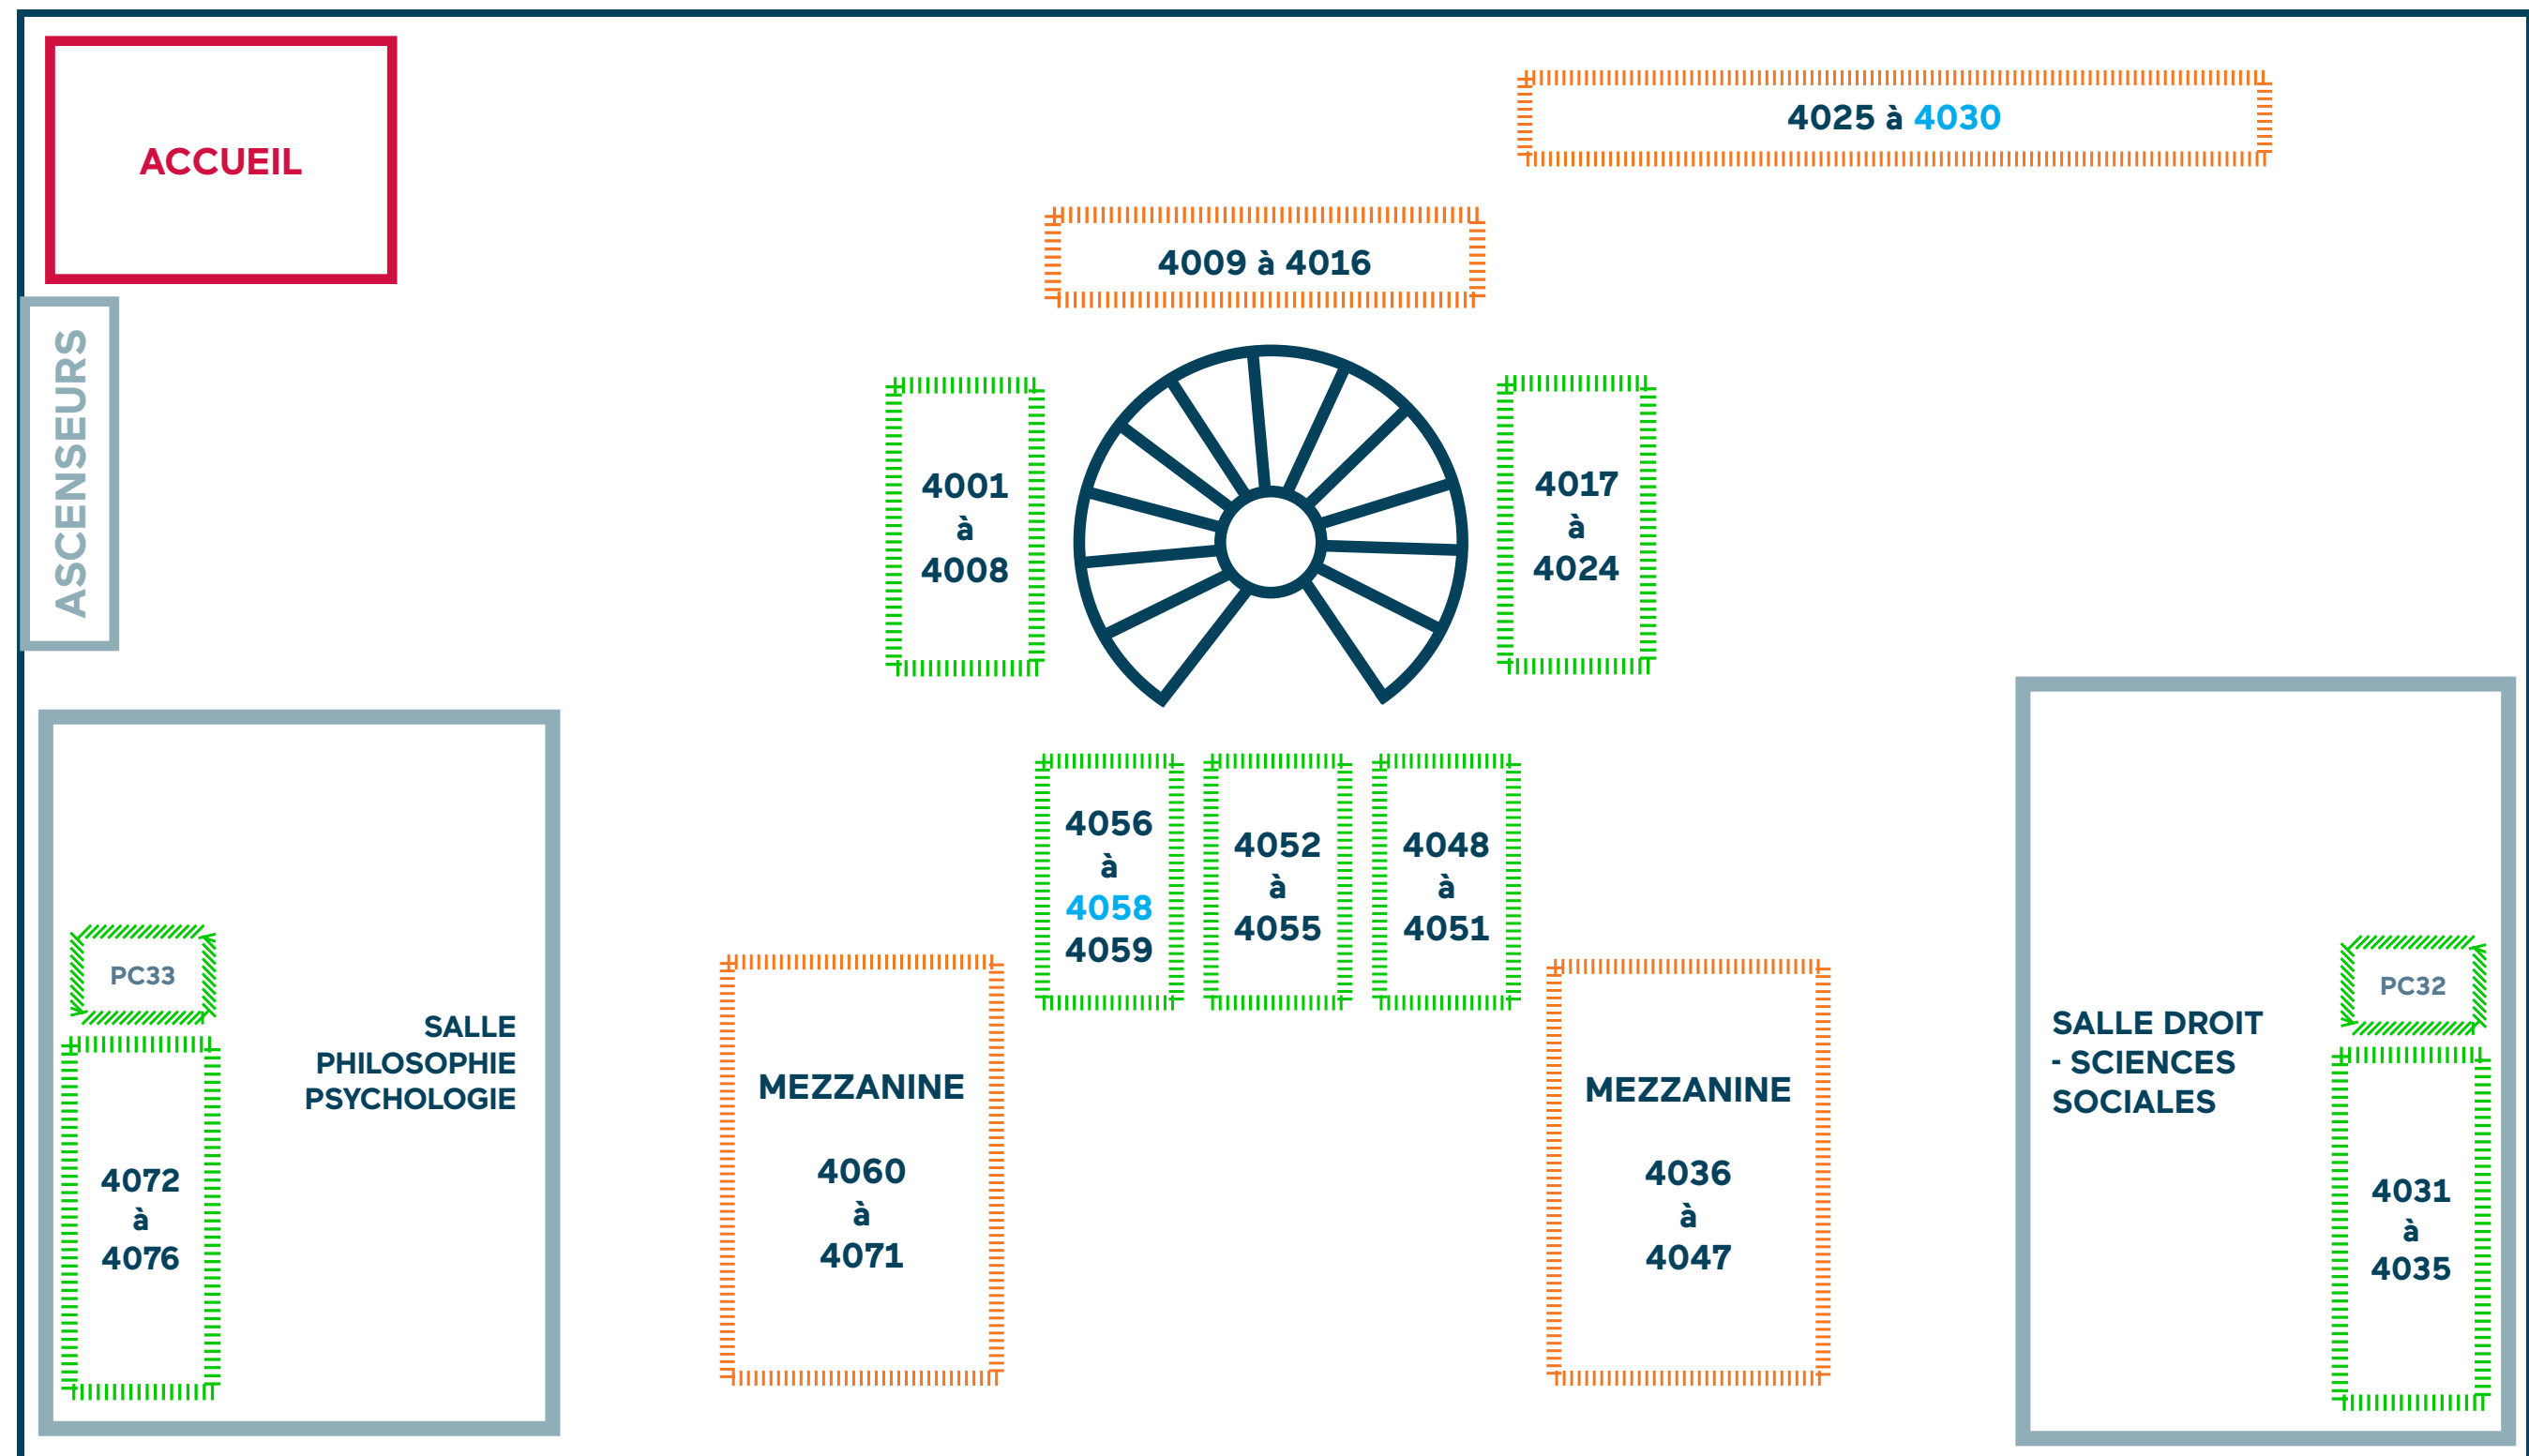 ACCUEIL
4025 à 4030
4009 à 4016
ASCENSEURS
4001
à
4008
4017
à
4024
4056
à
4058
4059
4052
à
4055
4048
à
4051
PC33
SALLE
PHILOSOPHIE
PSYCHOLOGIE
4072
à
4076
MEZZANINE
4060
à
4071
MEZZANINE
4036
à
4047
SALLE DROIT
- SCIENCES
SOCIALES
PC32
4031
à
4035